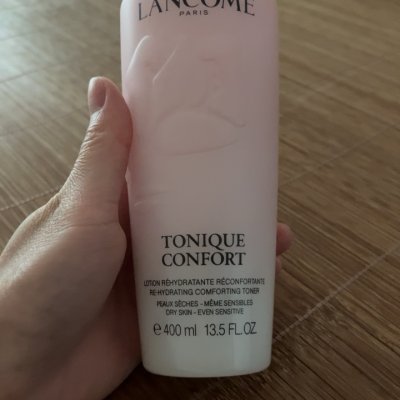 LANCÔME
PARIS
TONIQUE
CONFORT
LOTION RÉHYDRATANTE RÉCONFORTANTE
RE-HYDRATING COMFORTING TONER
PEAUX SÈCHES - MÊME SENSIBLES
DRY SKIN - EVEN SENSITIVE
e 400 ml 13.5 FL.OZ